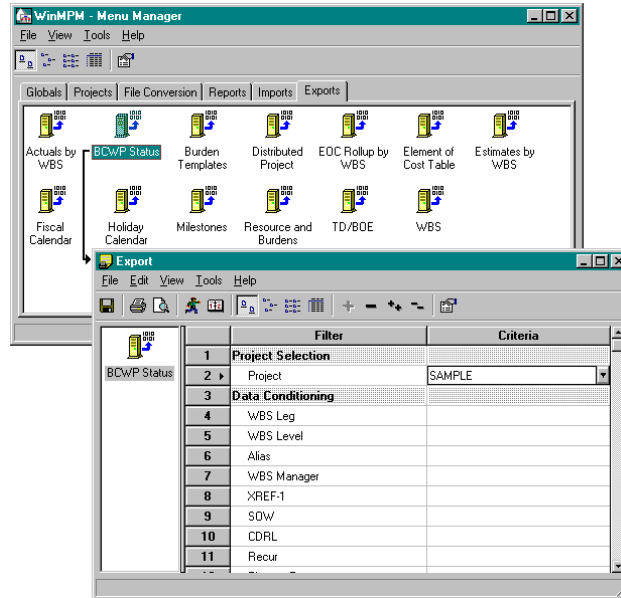 WinMPM - Menu Manager
File View Tools Help
Globals Projects File Conversion Reports Imports Exports
Actuals by WBS
BCWP Status
Burden Templates
Distributed Project
EOC Rollup by WBS
Element of Cost Table
Estimates by WBS
Fiscal Calendar
Holiday Calendar
Milestones
Resource and Burdens
TD/BOE
WBS
Export
File Edit View Tools Help
BCWP Status
Filter Criteria
1 Project Selection
2 Project SAMPLE
3 Data Conditioning
4 WBS Leg
5 WBS Level
6 Alias
7 WBS Manager
8 XREF-1
9 SOW
10 CDRL
11 Recur